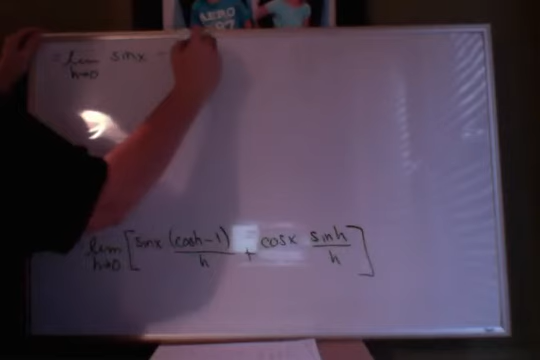 lim sinx
h→0
lim [ sinx (cosh-1) / h + cosx sinh / h ]
h→0